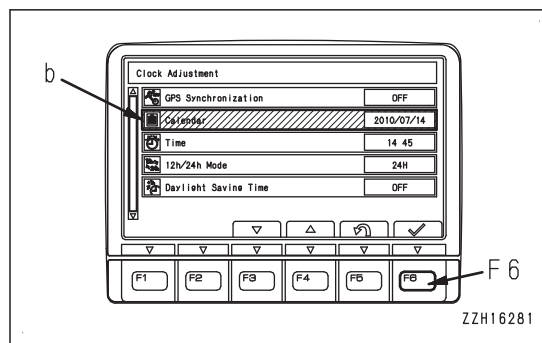 b
Clock Adjustment
GPS Synchronization OFF
Calendar 2010/07/14
Time 14 45
12h/24h Mode 24H
Daylight Saving Time OFF
F1 F2 F3 F4 F5 F6
F6
ZZH16281